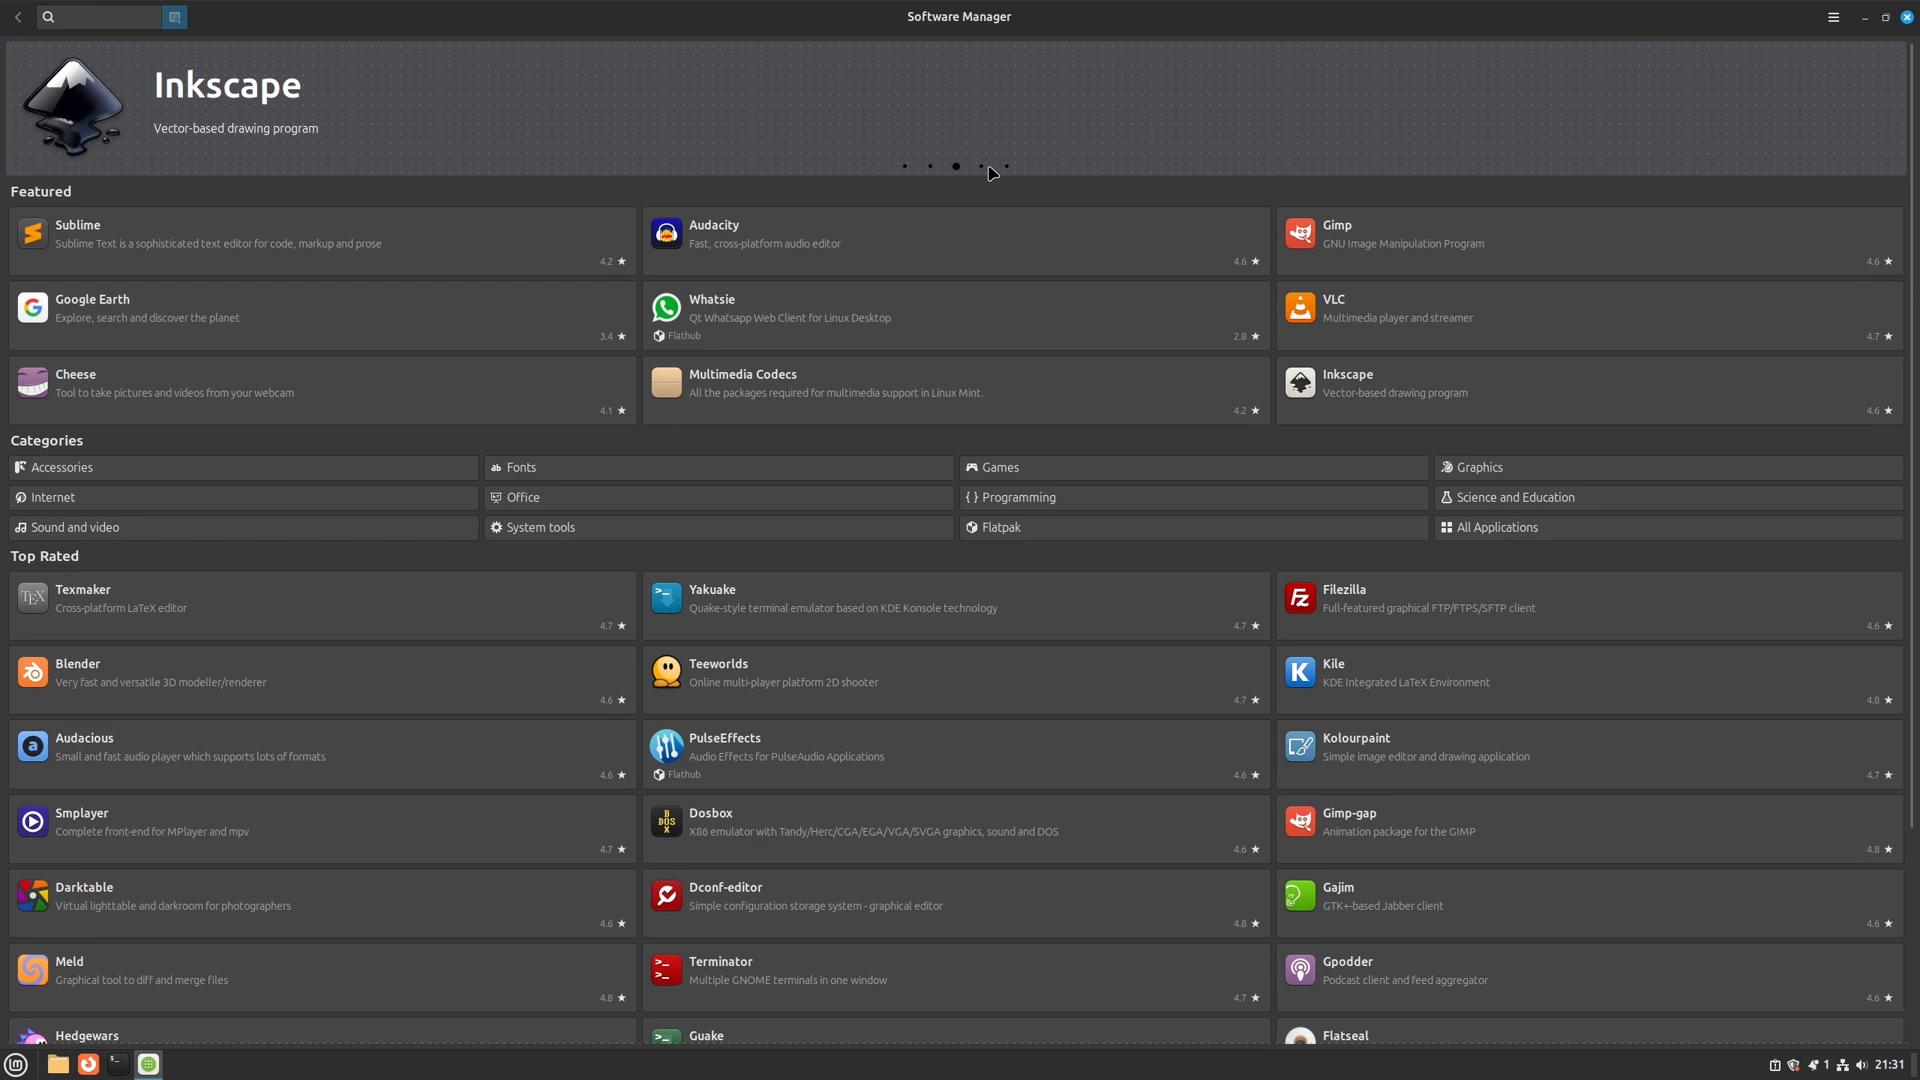 Software Manager
Inkscape
Vector-based drawing program
Featured
Sublime
Sublime Text is a sophisticated text editor for code, markup and prose
4.2 ★
Audacity
Fast, cross-platform audio editor
4.6 ★
Gimp
GNU Image Manipulation Program
4.6 ★
Google Earth
Explore, search and discover the planet
3.4 ★
Whatsie
Qt Whatsapp Web Client for Linux Desktop
Flathub
2.8 ★
VLC
Multimedia player and streamer
4.7 ★
Cheese
Tool to take pictures and videos from your webcam
4.1 ★
Multimedia Codecs
All the packages required for multimedia support in Linux Mint.
4.2 ★
Inkscape
Vector-based drawing program
4.6 ★
Categories
Accessories
Fonts
Games
Graphics
Internet
Office
Programming
Science and Education
Sound and video
System tools
Flatpak
All Applications
Top Rated
Texmaker
Cross-platform LaTeX editor
4.7 ★
Yakuake
Quake-style terminal emulator based on KDE Konsole technology
4.7 ★
Filezilla
Full-featured graphical FTP/FTPS/SFTP client
4.6 ★
Blender
Very fast and versatile 3D modeller/renderer
4.6 ★
Teeworlds
Online multi-player platform 2D shooter
4.7 ★
Kile
KDE Integrated LaTeX Environment
4.8 ★
Audacious
Small and fast audio player which supports lots of formats
4.6 ★
PulseEffects
Audio Effects for PulseAudio Applications
Flathub
4.6 ★
Kolourpaint
Simple image editor and drawing application
4.7 ★
Smplayer
Complete front-end for MPlayer and mpv
4.7 ★
Dosbox
X86 emulator with Tandy/Herc/CGA/EGA/VGA/SVGA graphics, sound and DOS
4.6 ★
Gimp-gap
Animation package for the GIMP
4.8 ★
Darktable
Virtual lighttable and darkroom for photographers
4.6 ★
Dconf-editor
Simple configuration storage system - graphical editor
4.8 ★
Gajim
GTK+-based Jabber client
4.6 ★
Meld
Graphical tool to diff and merge files
4.8 ★
Terminator
Multiple GNOME terminals in one window
4.7 ★
Gpodder
Podcast client and feed aggregator
4.6 ★
Hedgewars
Guake
Flatseal
1
21:31